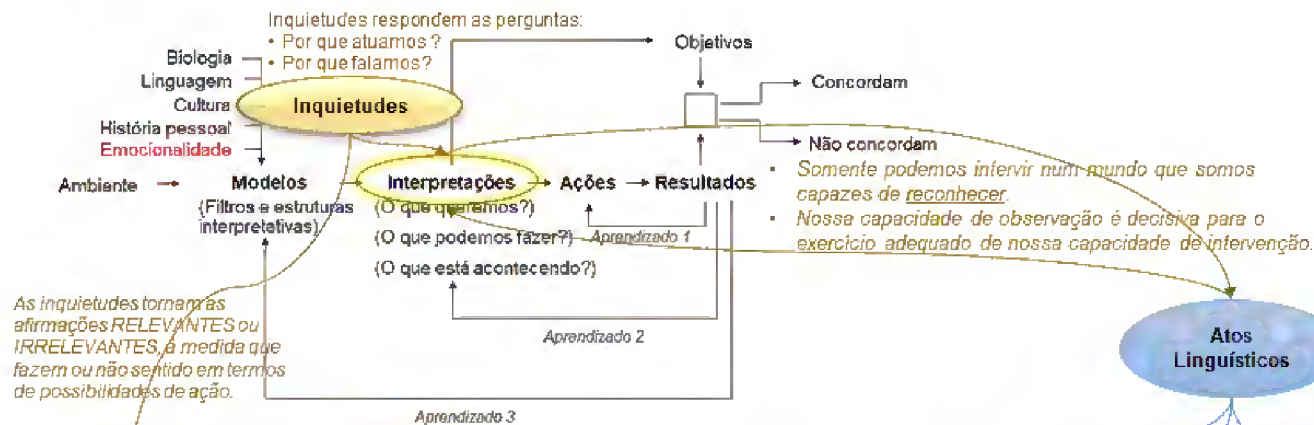 Inquietudes respondem as perguntas:
• Por que atuamos ?
• Por que falamos?
Biologia
Linguagem
Cultura
História pessoal
Emocionalidade
Inquietudes
Objetivos
Concordam
Não concordam
Ambiente
Modelos
(Filtros e estruturas
interpretativas)
Interpretações
(O que queremos?)
(O que podemos fazer?)
(O que está acontecendo?)
Ações
Resultados
Aprendizado 1
Aprendizado 2
Aprendizado 3
• Somente podemos intervir num mundo que somos
capazes de reconhecer.
• Nossa capacidade de observação é decisiva para o
exercício adequado de nossa capacidade de intervenção.
As inquietudes tornam as
afirmações RELEVANTES ou
IRRELEVANTES, à medida que
fazem ou não sentido em termos
de possibilidades de ação.
Atos
Linguísticos